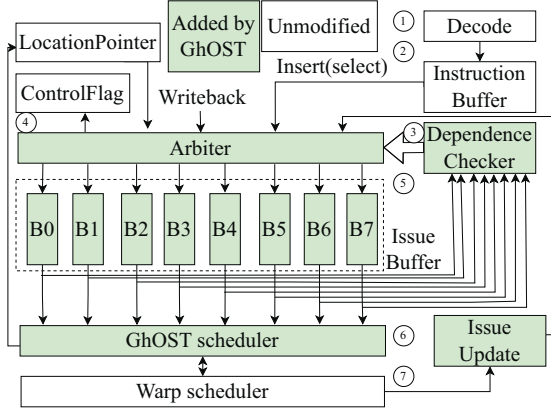 LocationPointer
Added by
GhOST
Unmodified
1
Decode
2
Insert(select)
Instruction
Buffer
ControlFlag
Writeback
4
Arbiter
3
Dependence
Checker
5
B0
B1
B2
B3
B4
B5
B6
B7
Issue
Buffer
GhOST scheduler
6
Issue
Update
7
Warp scheduler